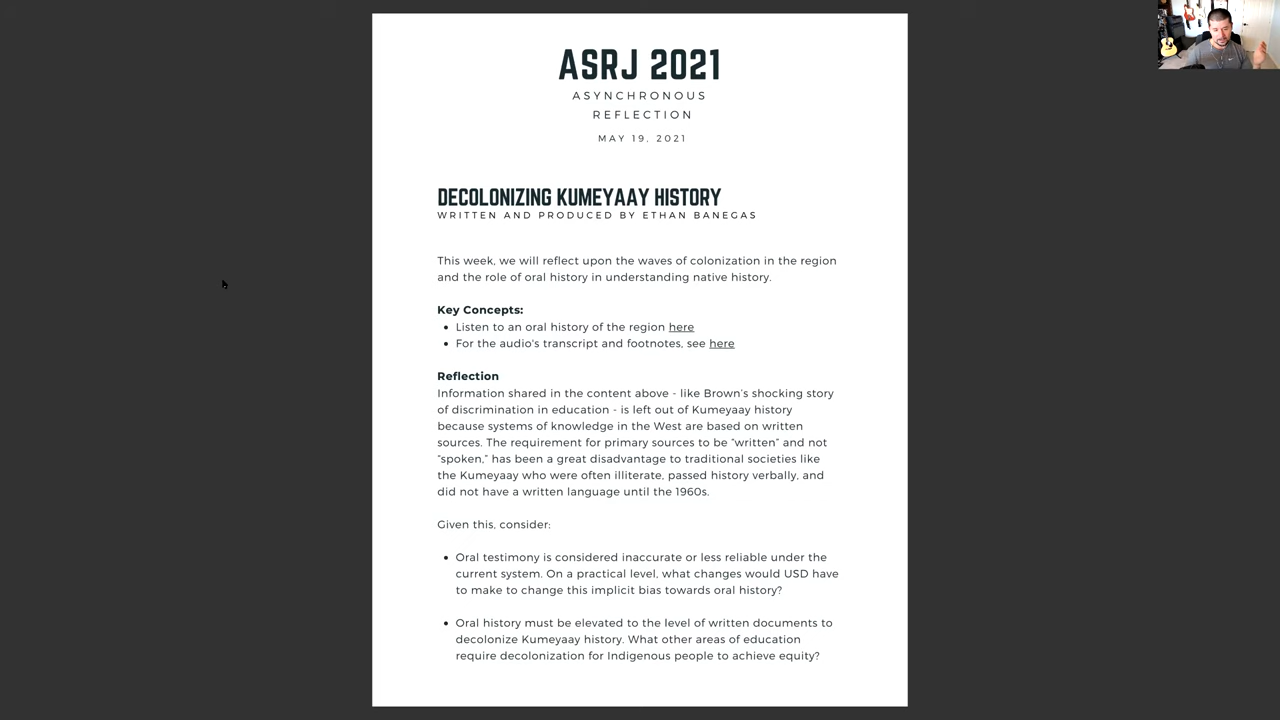 ASRJ 2021
ASYNCHRONOUS
REFLECTION
MAY 19, 2021
DECOLONIZING KUMEYAAY HISTORY
WRITTEN AND PRODUCED BY ETHAN BANEGAS
This week, we will reflect upon the waves of colonization in the region
and the role of oral history in understanding native history.
Key Concepts:
• Listen to an oral history of the region here
• For the audio's transcript and footnotes, see here
Reflection
Information shared in the content above - like Brown's shocking story
of discrimination in education - is left out of Kumeyaay history
because systems of knowledge in the West are based on written
sources. The requirement for primary sources to be "written" and not
"spoken," has been a great disadvantage to traditional societies like
the Kumeyaay who were often illiterate, passed history verbally, and
did not have a written language until the 1960s.
Given this, consider:
• Oral testimony is considered inaccurate or less reliable under the
current system. On a practical level, what changes would USD have
to make to change this implicit bias towards oral history?
• Oral history must be elevated to the level of written documents to
decolonize Kumeyaay history. What other areas of education
require decolonization for Indigenous people to achieve equity?